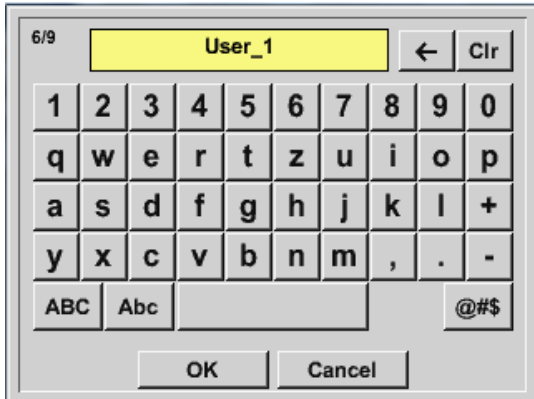 6/9 User_1 ← Clr
1 2 3 4 5 6 7 8 9 0
q w e r t z u i o p
a s d f g h j k l +
y x c v b n m , . -
ABC Abc @#$
OK Cancel